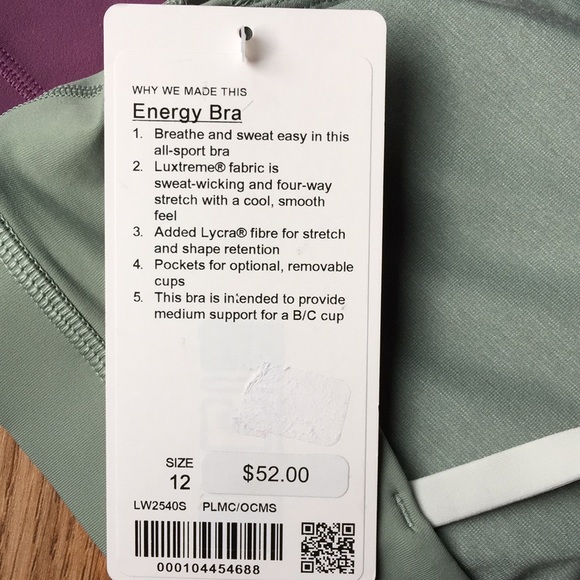 WHY WE MADE THIS
Energy Bra
1. Breathe and sweat easy in this
all-sport bra
2. Luxtreme® fabric is
sweat-wicking and four-way
stretch with a cool, smooth
feel
3. Added Lycra® fibre for stretch
and shape retention
4. Pockets for optional, removable
cups
5. This bra is intended to provide
medium support for a B/C cup
SIZE
12
$52.00
LW2540S PLMC/OCMS
000104454688